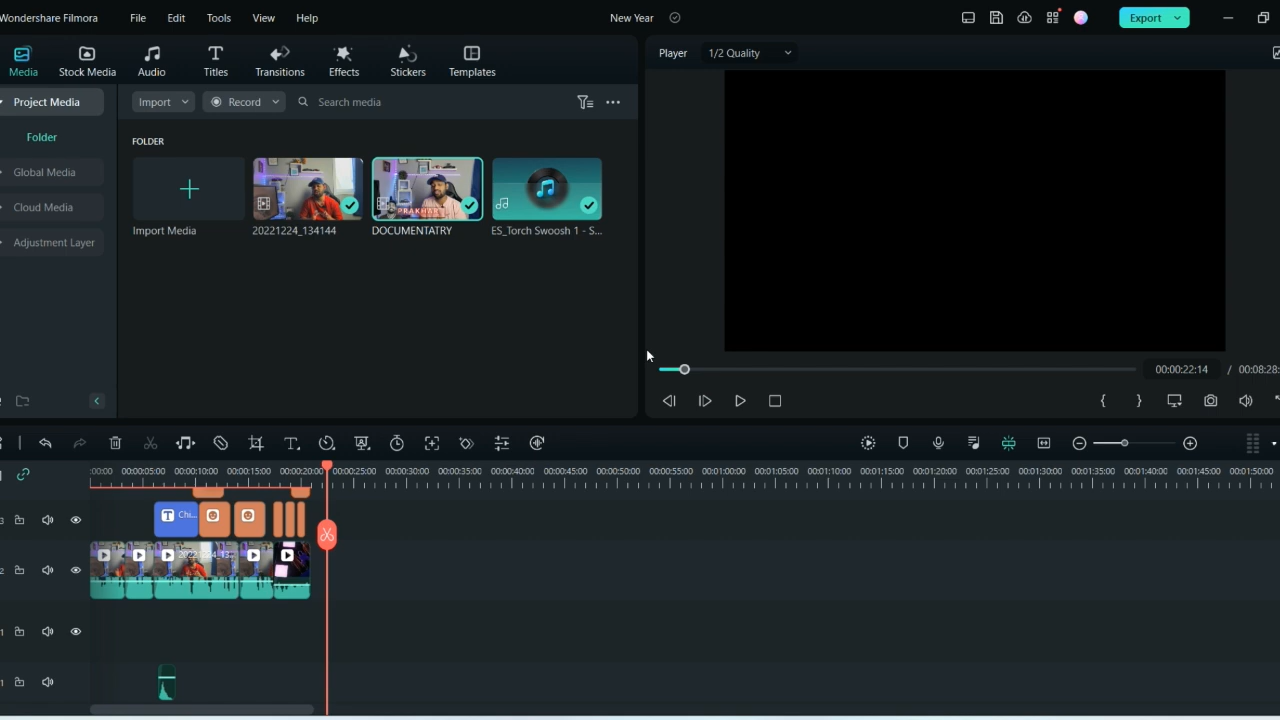 Wondershare Filmora File Edit Tools View Help New Year Export
Media Stock Media Audio Titles Transitions Effects Stickers Templates
Player 1/2 Quality
Project Media
Import Record Search media
Folder
Global Media
Cloud Media
Adjustment Layer
FOLDER
PRAKHAR
Import Media 20221224_134144 DOCUMENTATRY ES_Torch Swoosh 1 - S...
00:00:22:14 / 00:08:28:
:00:00 00:00:05:00 00:00:10:00 00:00:15:00 00:00:20:00 00:00:25:00 00:00:30:00 00:00:35:00 00:00:40:00 00:00:45:00 00:00:50:00 00:00:55:00 00:01:00:00 00:01:05:00 00:01:10:00 00:01:15:00 00:01:20:00 00:01:25:00 00:01:30:00 00:01:35:00 00:01:40:00 00:01:45:00 00:01:50:00
3 Chi...
2
1
1